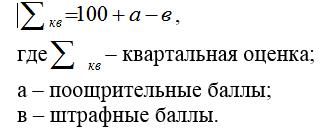 ∑ кв=100 + а – в ,
где ∑ кв – квартальная оценка;
а – поощрительные баллы;
в – штрафные баллы.